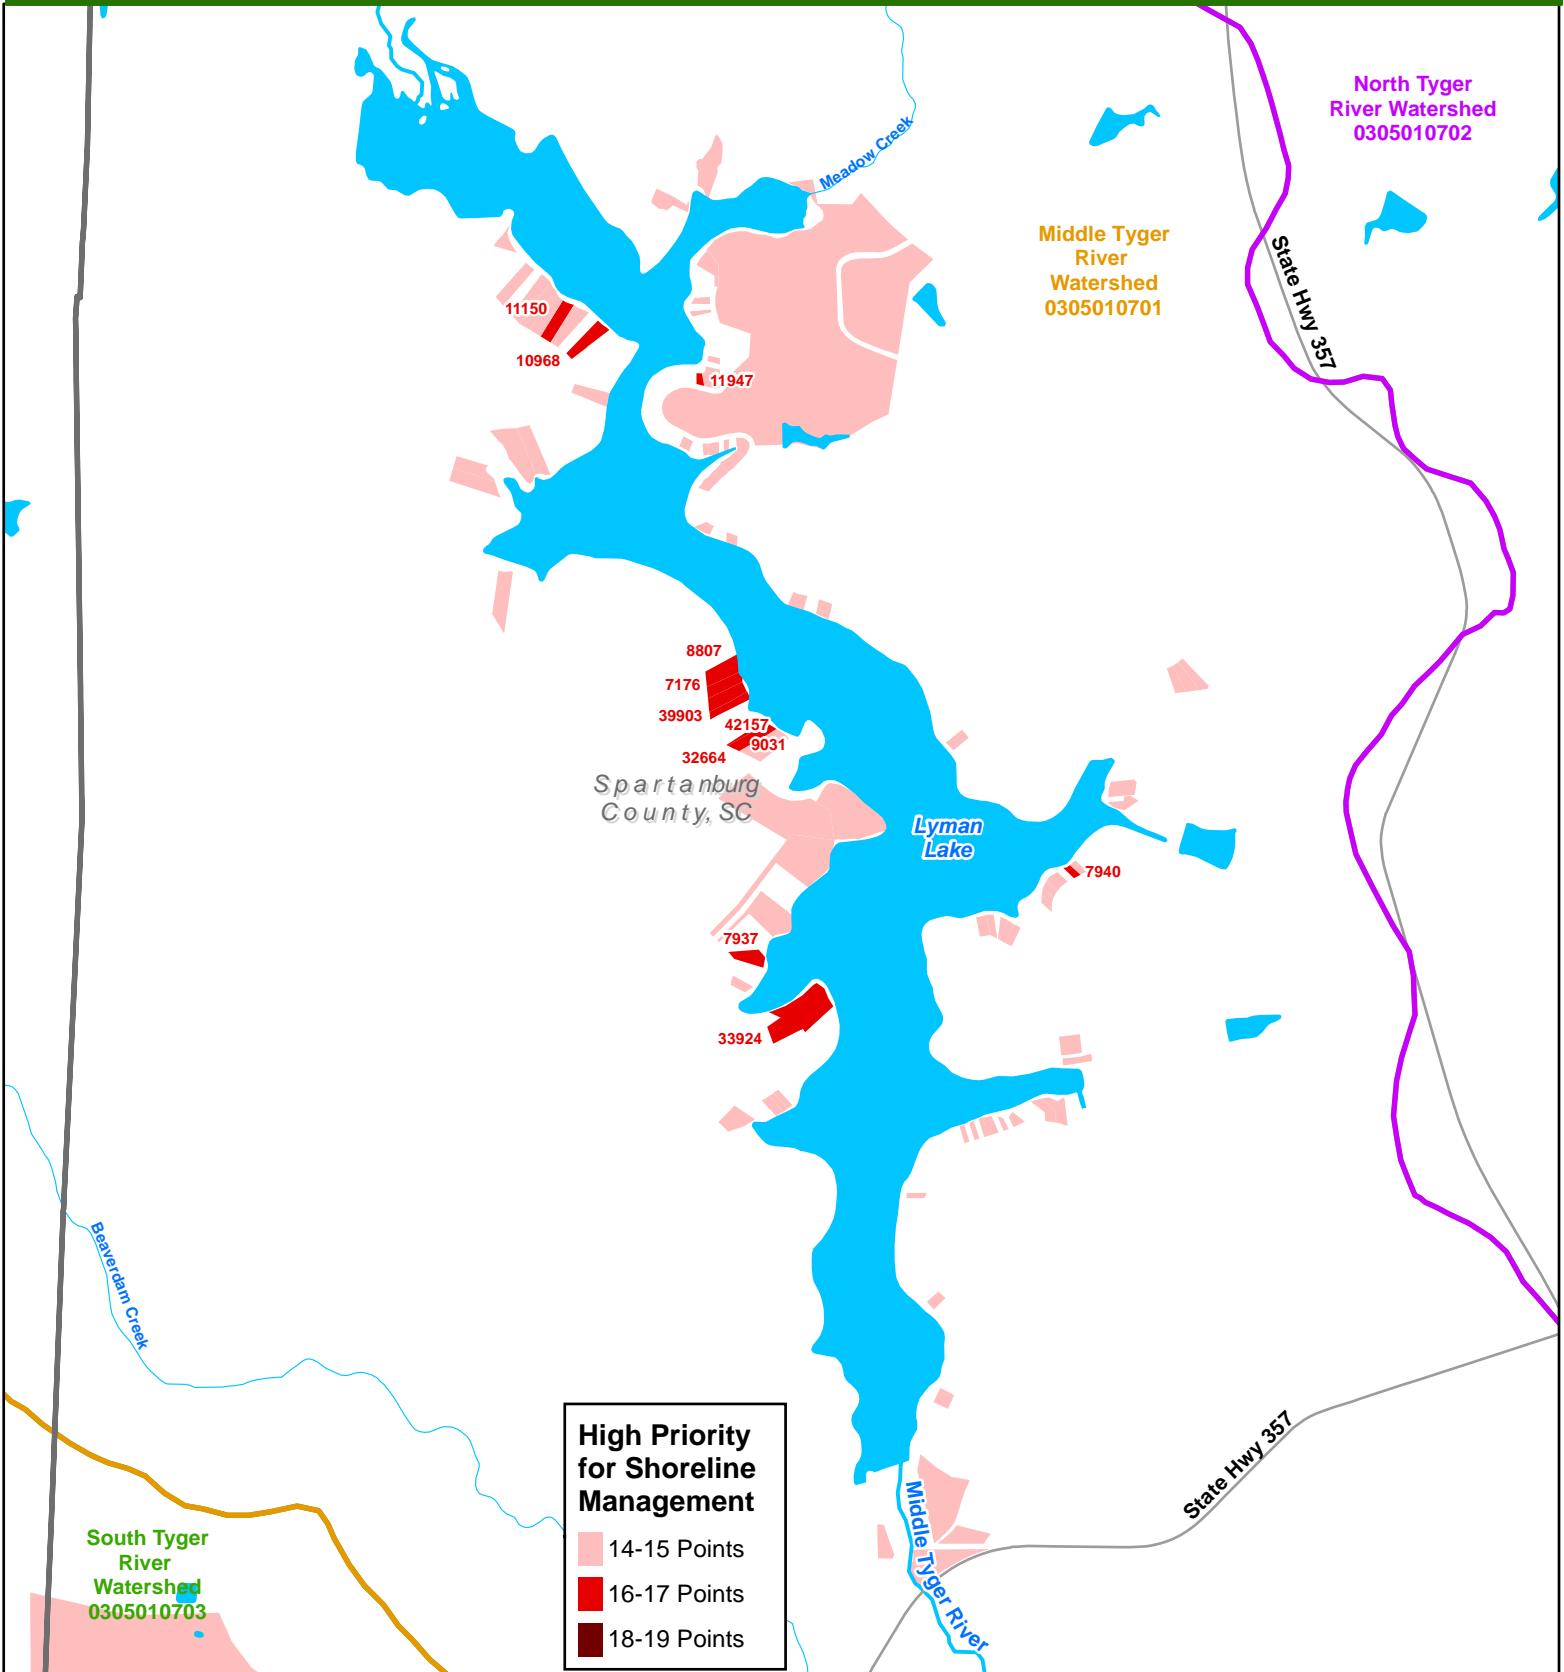 North Tyger
River Watershed
0305010702
Meadow Creek
Middle Tyger
River
Watershed
0305010701
State Hwy 357
11150
10968
11947
8807
7176
39903
42157
9031
32664
Spartanburg
County, SC
Lyman
Lake
7940
7937
33924
Beaverdam Creek
High Priority
for Shoreline
Management
14-15 Points
16-17 Points
18-19 Points
State Hwy 357
Middle Tyger River
South Tyger
River
Watershed
0305010703